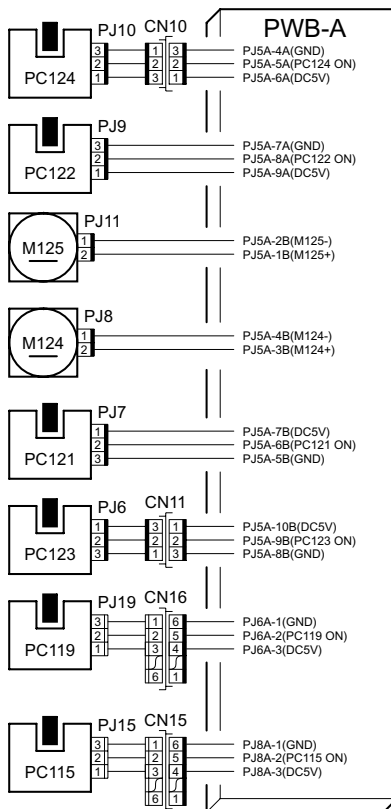 PJ10 CN10 PWB-A
3 1 3 PJ5A-4A(GND)
2 2 2 PJ5A-5A(PC124 ON)
1 3 1 PJ5A-6A(DC5V)
PC124
PJ9
3 PJ5A-7A(GND)
2 PJ5A-8A(PC122 ON)
1 PJ5A-9A(DC5V)
PC122
PJ11
1 PJ5A-2B(M125-)
2 PJ5A-1B(M125+)
M125
PJ8
1 PJ5A-4B(M124-)
2 PJ5A-3B(M124+)
M124
PJ7
1 PJ5A-7B(DC5V)
2 PJ5A-6B(PC121 ON)
3 PJ5A-5B(GND)
PC121
PJ6 CN11
1 3 1 PJ5A-10B(DC5V)
2 2 2 PJ5A-9B(PC123 ON)
3 1 3 PJ5A-8B(GND)
PC123
PJ19 CN16
3 1 6 PJ6A-1(GND)
2 2 5 PJ6A-2(PC119 ON)
1 3 4 PJ6A-3(DC5V)
6 1
PC119
PJ15 CN15
3 1 6 PJ8A-1(GND)
2 2 5 PJ8A-2(PC115 ON)
1 3 4 PJ8A-3(DC5V)
6 1
PC115